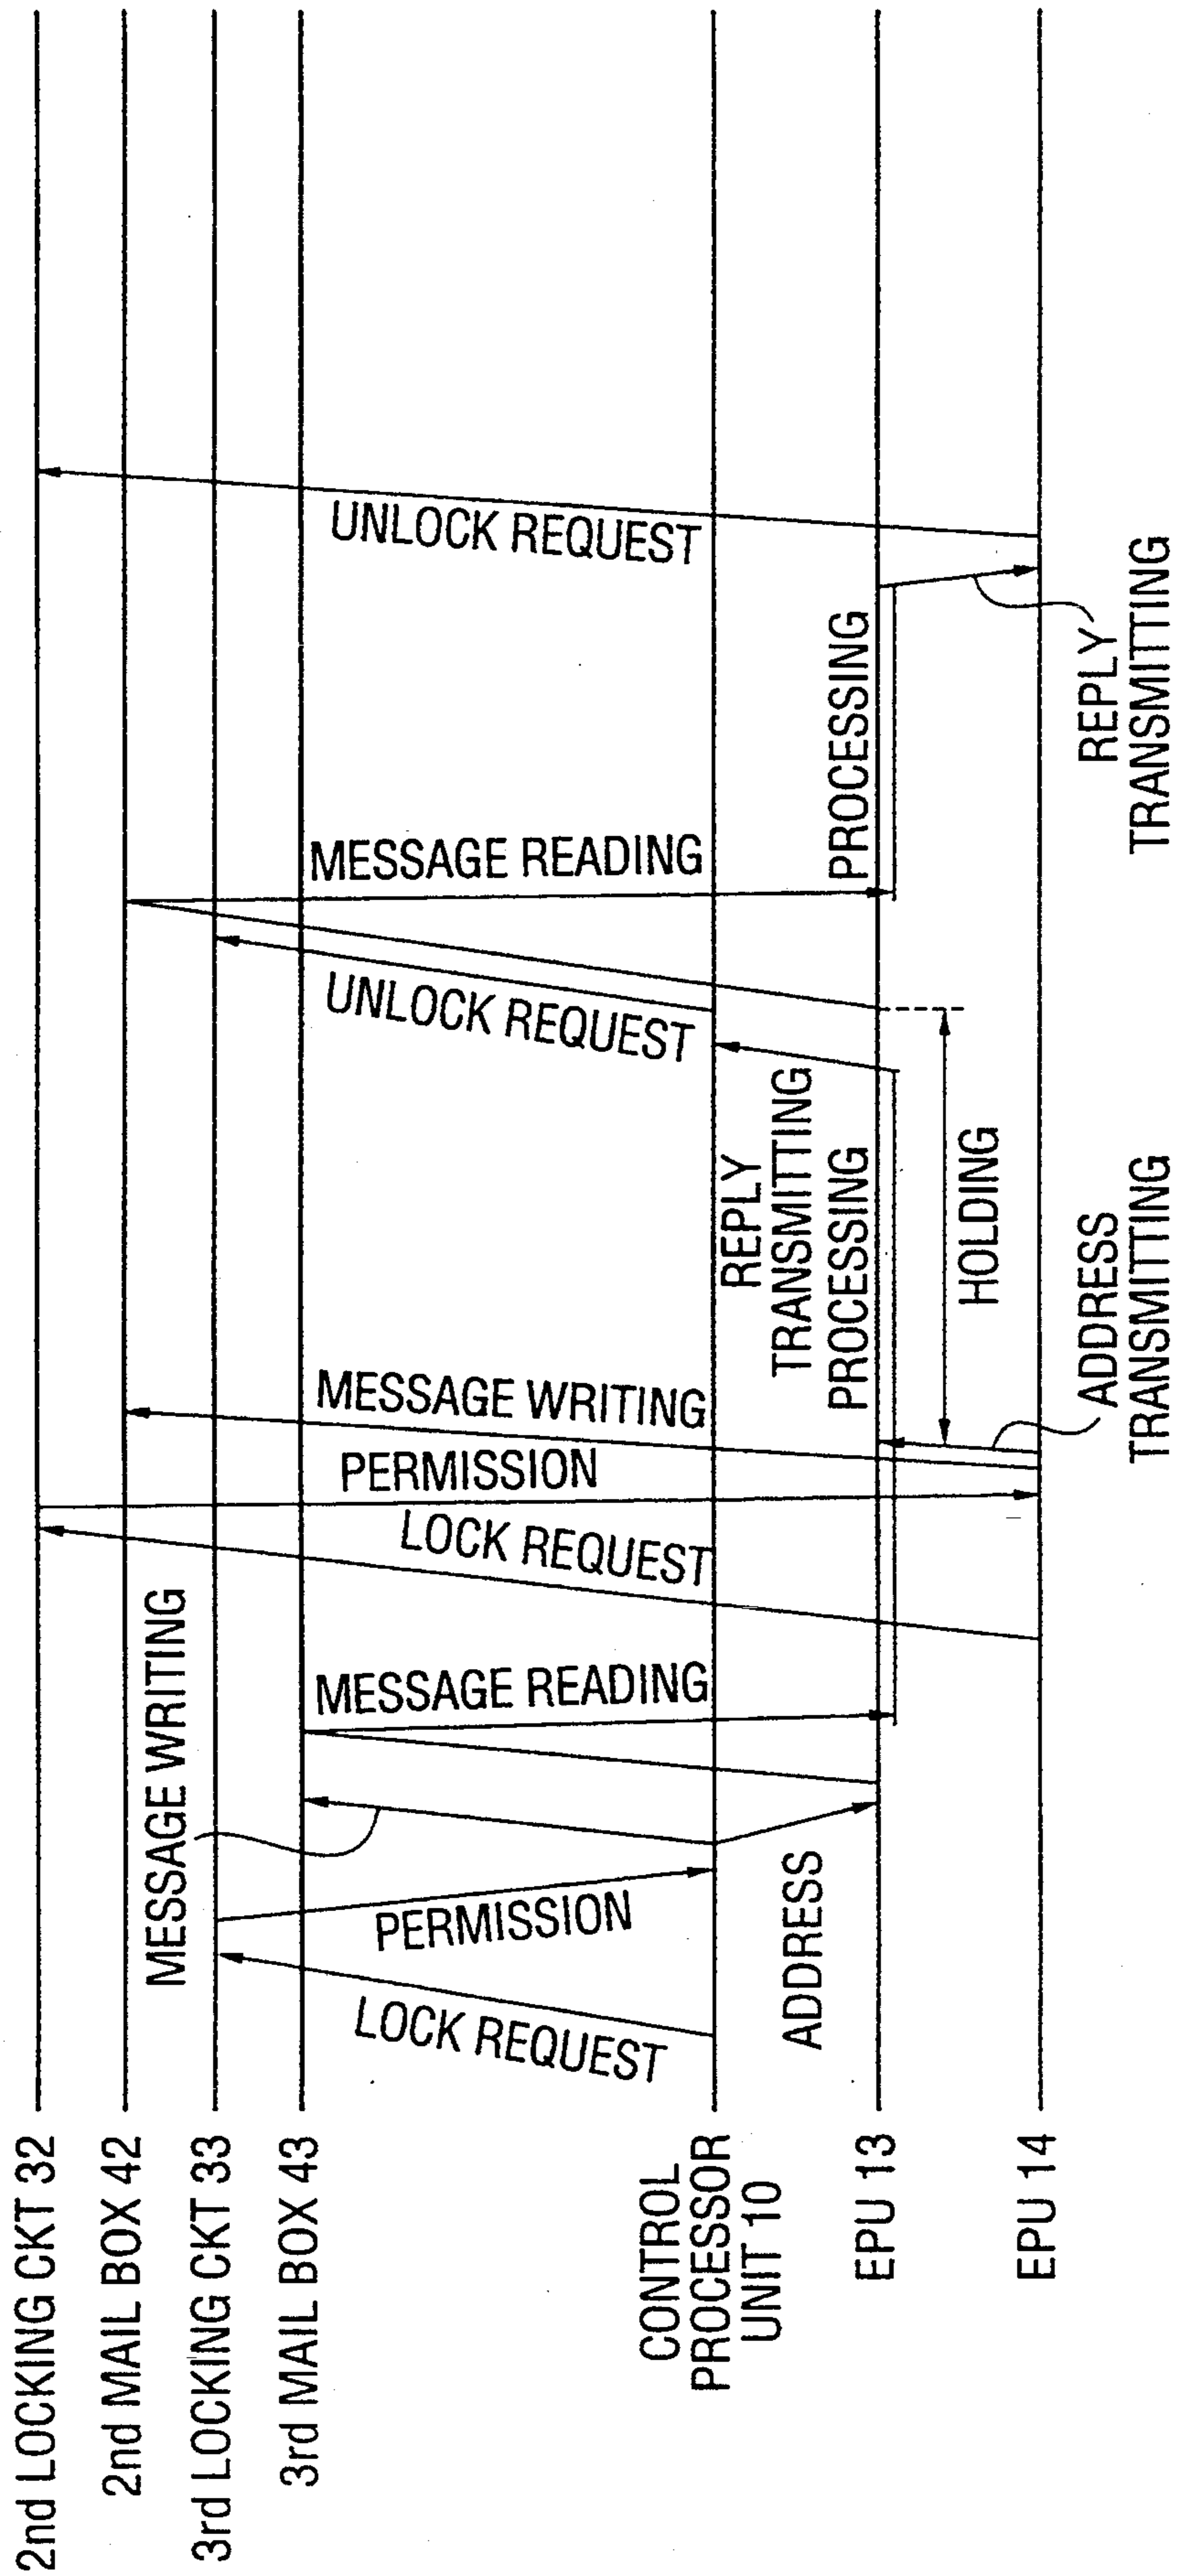 2nd LOCKING CKT 32
2nd MAIL BOX 42
3rd LOCKING CKT 33
3rd MAIL BOX 43
CONTROL
PROCESSOR
UNIT 10
EPU 13
EPU 14
LOCK REQUEST
PERMISSION
MESSAGE WRITING
ADDRESS
MESSAGE READING
LOCK REQUEST
PERMISSION
MESSAGE WRITING
ADDRESS
TRANSMITTING
HOLDING
PROCESSING
REPLY
TRANSMITTING
UNLOCK REQUEST
MESSAGE READING
PROCESSING
REPLY
TRANSMITTING
UNLOCK REQUEST